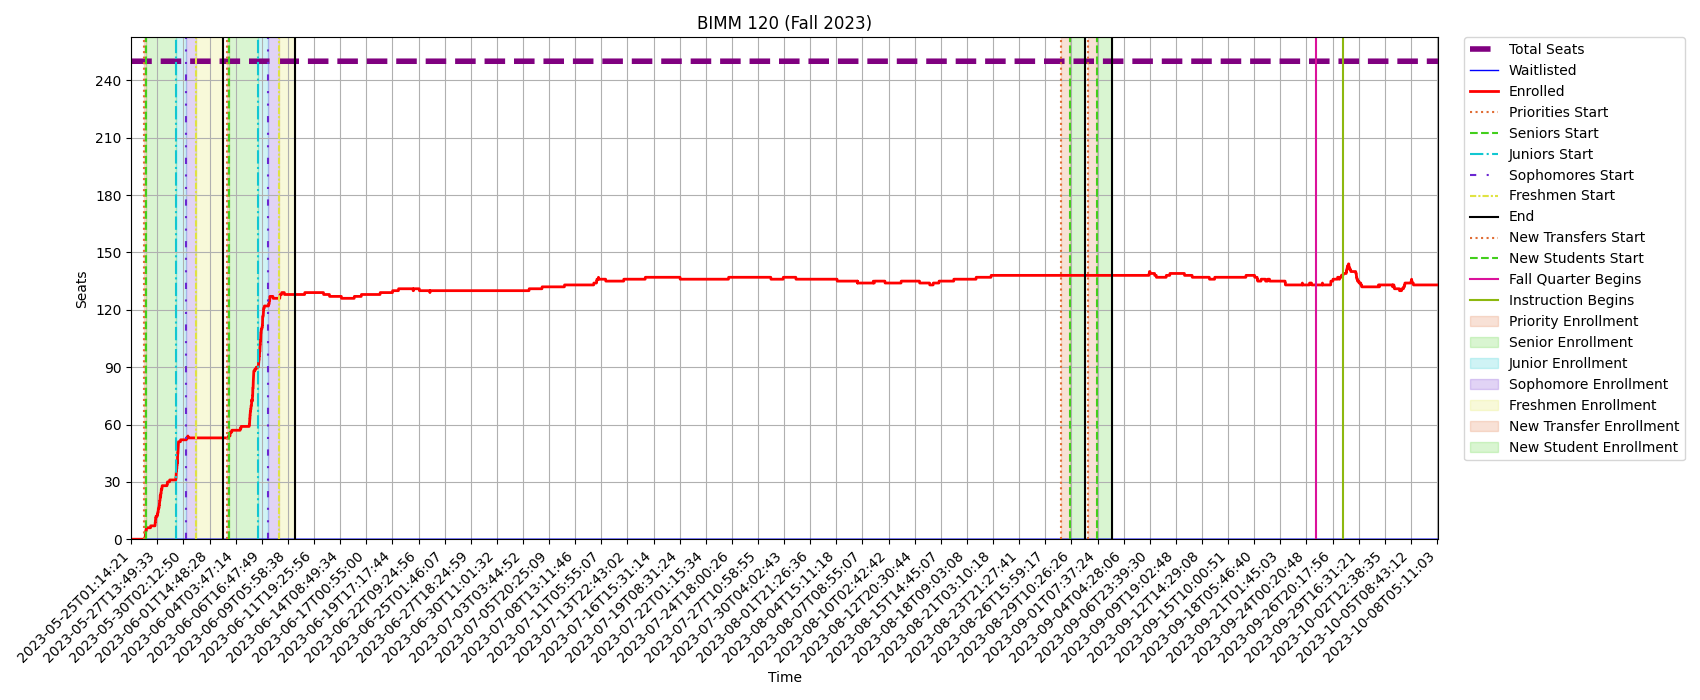 BIMM 120 (Fall 2023)
Seats
240
210
180
150
120
90
60
30
0
2023-05-25T01:14:21
2023-05-27T13:49:33
2023-05-30T02:12:50
2023-06-01T14:48:28
2023-06-04T03:47:14
2023-06-06T16:47:49
2023-06-09T05:58:38
2023-06-11T19:25:56
2023-06-14T08:49:34
2023-06-17T00:55:00
2023-06-19T17:17:44
2023-06-22T09:24:56
2023-06-25T01:46:07
2023-06-27T18:24:59
2023-06-30T11:01:32
2023-07-03T03:44:52
2023-07-05T20:25:09
2023-07-08T13:11:46
2023-07-11T05:55:07
2023-07-13T22:43:02
2023-07-16T15:31:14
2023-07-19T08:31:24
2023-07-22T01:15:34
2023-07-24T18:00:26
2023-07-27T10:58:55
2023-07-30T04:02:43
2023-08-01T21:26:36
2023-08-04T15:11:18
2023-08-07T08:55:07
2023-08-10T02:42:42
2023-08-12T20:30:44
2023-08-15T14:45:07
2023-08-18T09:03:08
2023-08-21T03:10:18
2023-08-23T21:27:41
2023-08-26T15:59:17
2023-08-29T10:26:26
2023-09-01T07:37:24
2023-09-04T04:28:06
2023-09-06T23:39:30
2023-09-09T19:02:48
2023-09-12T14:29:08
2023-09-15T10:00:51
2023-09-18T05:46:40
2023-09-21T01:45:03
2023-09-24T00:20:48
2023-09-26T20:17:56
2023-09-29T16:31:21
2023-10-02T12:38:35
2023-10-05T08:43:12
2023-10-08T05:11:03
Time
Total Seats
Waitlisted
Enrolled
Priorities Start
Seniors Start
Juniors Start
Sophomores Start
Freshmen Start
End
New Transfers Start
New Students Start
Fall Quarter Begins
Instruction Begins
Priority Enrollment
Senior Enrollment
Junior Enrollment
Sophomore Enrollment
Freshmen Enrollment
New Transfer Enrollment
New Student Enrollment